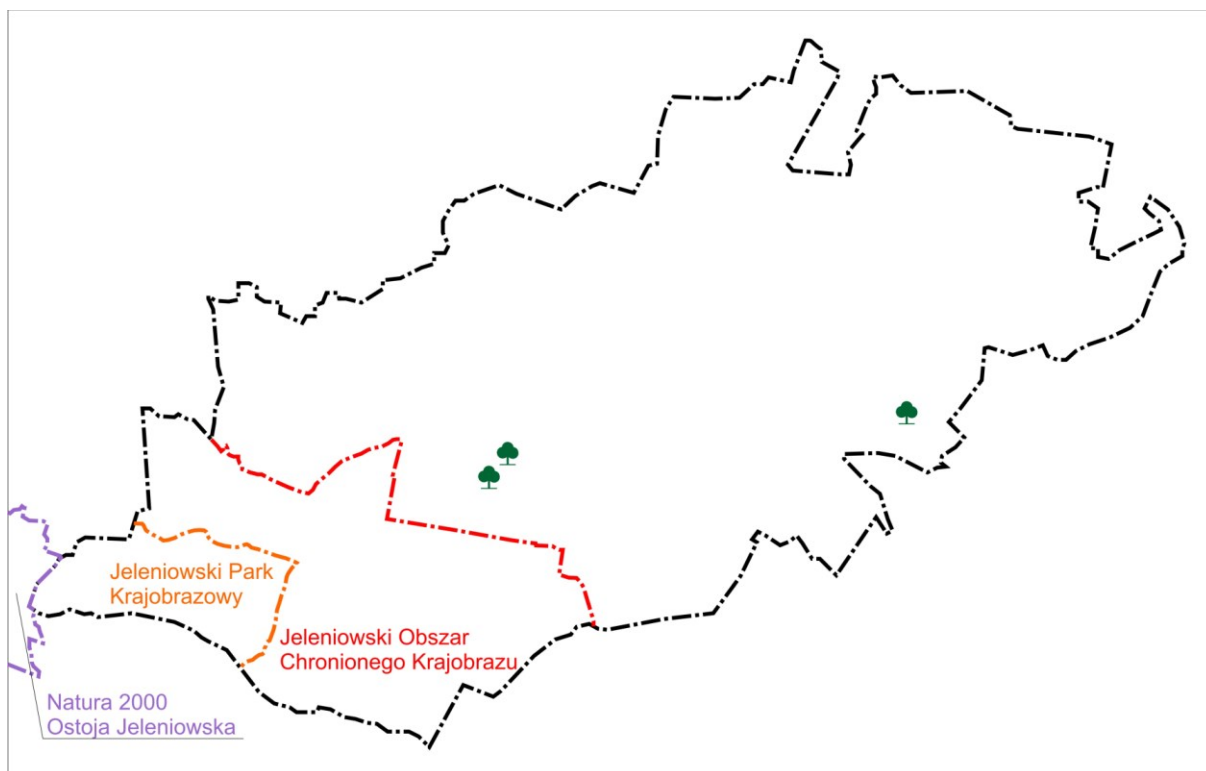 Jeleniowski Park
Krajobrazowy
Jeleniowski Obszar
Chronionego Krajobrazu
Natura 2000
Ostoja Jeleniowska